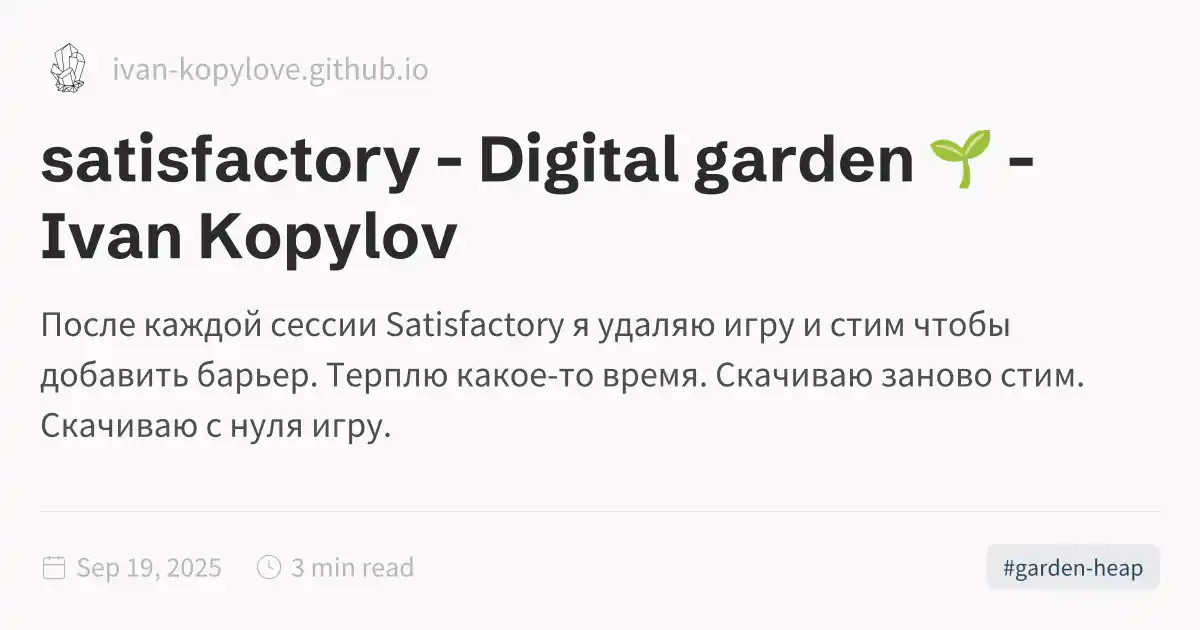 ivan-kopylove.github.io
satisfactory - Digital garden 🌱 -
Ivan Kopylov
После каждой сессии Satisfactory я удаляю игру и стим чтобы
добавить барьер. Терплю какое-то время. Скачиваю заново стим.
Скачиваю с нуля игру.
Sep 19, 2025
3 min read
#garden-heap